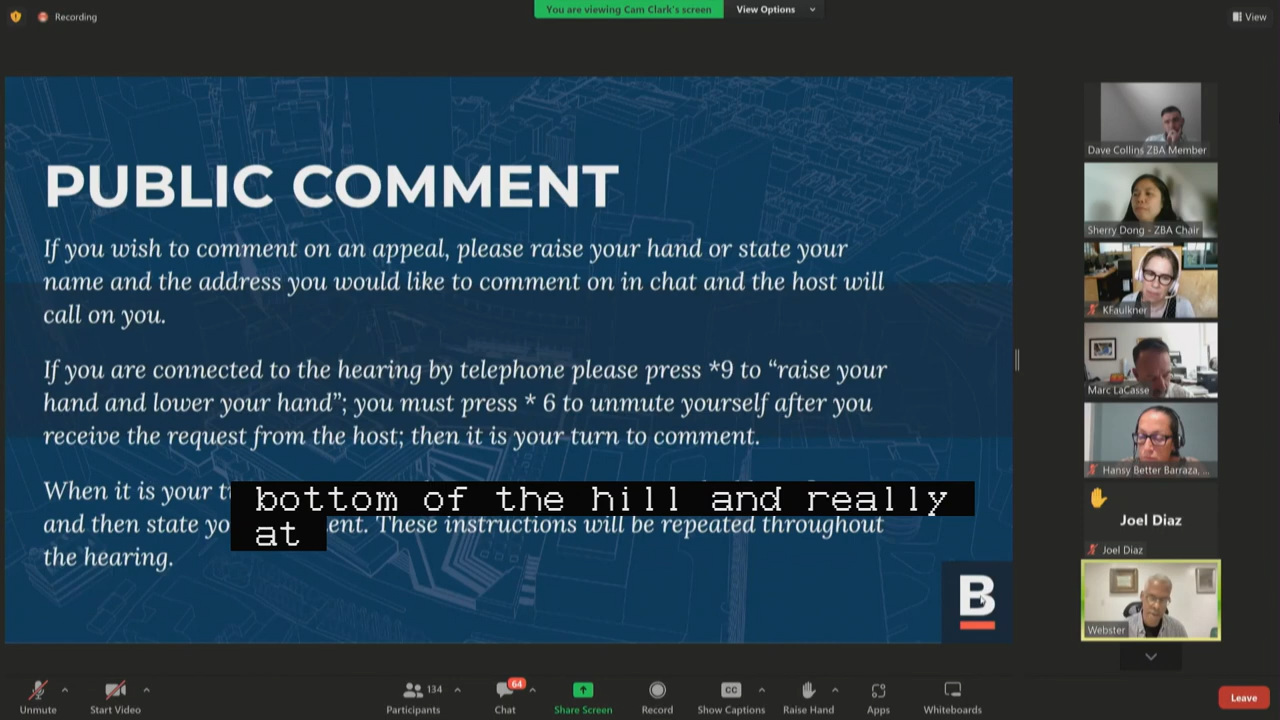 Recording
You are viewing Cam Clark's screen
View Options
View
PUBLIC COMMENT
If you wish to comment on an appeal, please raise your hand or state your
name and the address you would like to comment on in chat and the host will
call on you.
If you are connected to the hearing by telephone please press *9 to “raise your
hand and lower your hand”; you must press * 6 to unmute yourself after you
receive the request from the host; then it is your turn to comment.
When it is your
and then state ent. These instructions will be repeated throughout
the hearing.
bottom of the hill and really
at
B
Dave Collins ZBA Member
Sherry Dong - ZBA Chair
KFaulkner
Marc LaCasse
Hansy Better Barraza, ...
Joel Diaz
Joel Diaz
Webster
Unmute
Start Video
134
Participants
64
Chat
Share Screen
Record
CC
Show Captions
Raise Hand
Apps
Whiteboards
Leave